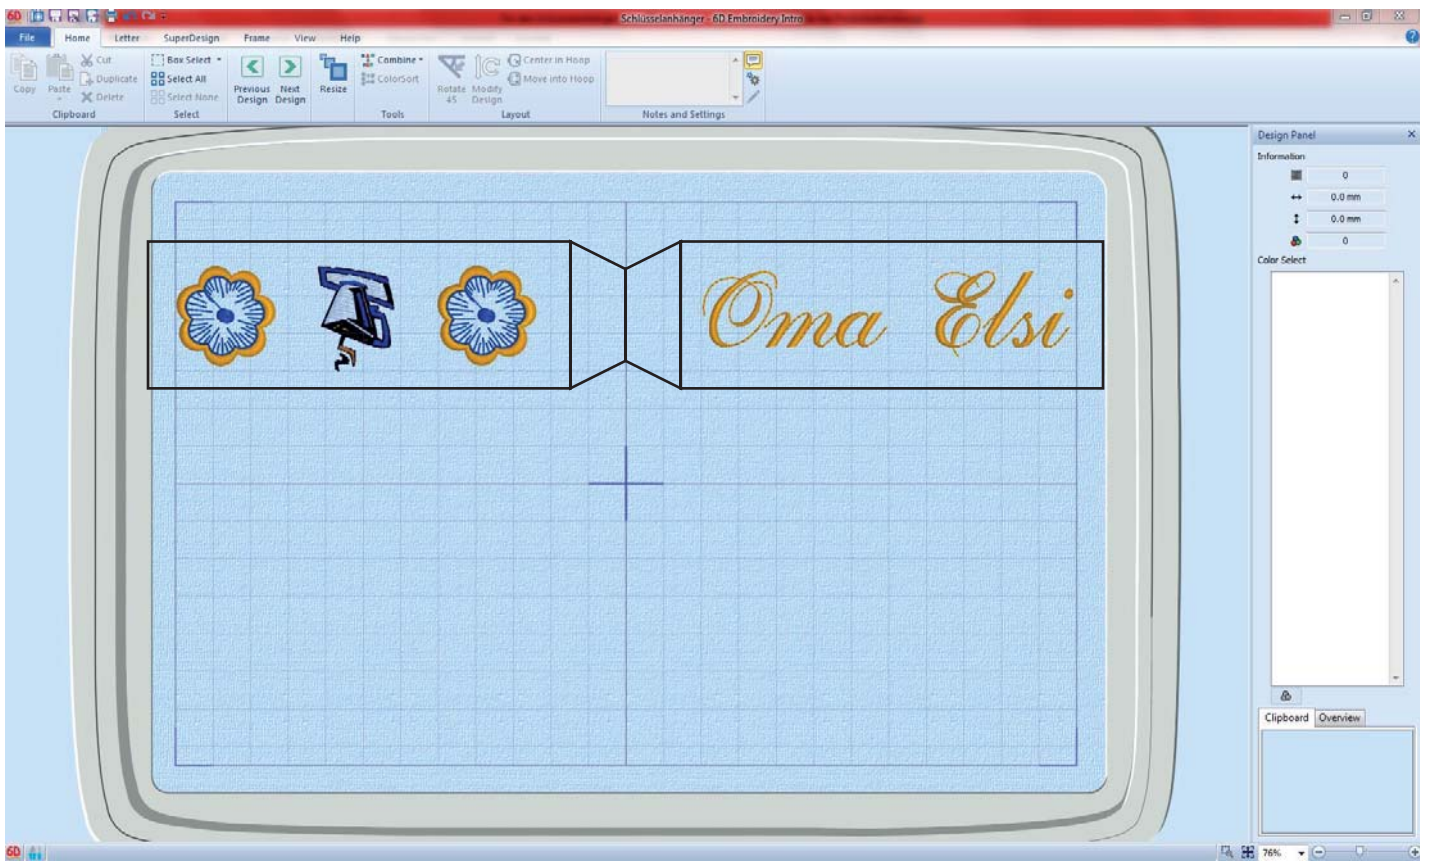 6D
Schlüsselanhänger - 6D Embroidery Intro
File Home Letter SuperDesign Frame View Help
Copy Paste Cut Duplicate Delete
Clipboard
Box Select Select All Select None
Select
Previous Design Next Design
Resize
Combine ColorSort
Tools
Rotate 45 Modify Design Center in Hoop Move into Hoop
Layout
Notes and Settings
Design Panel
Information
0
0.0 mm
0.0 mm
0
Color Select
Oma Elsi
Clipboard Overview
6D
76%